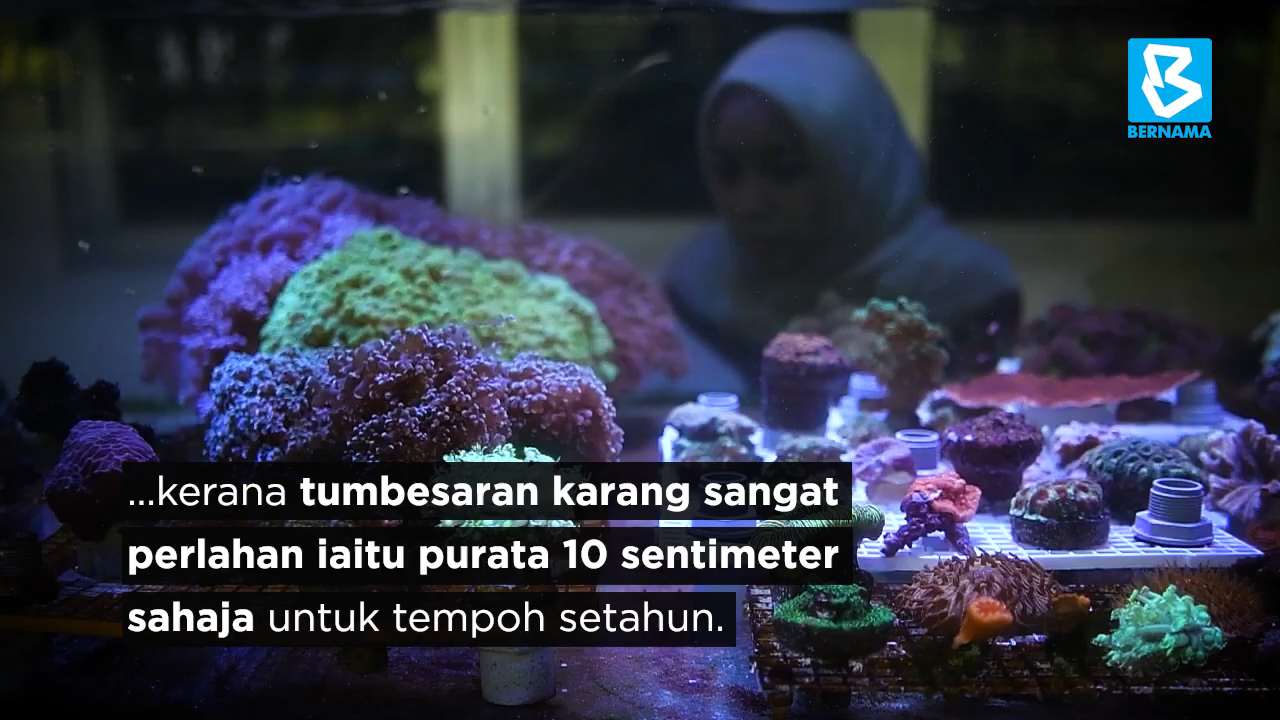 BERNAMA
...kerana tumbesaran karang sangat
perlahan iaitu purata 10 sentimeter
sahaja untuk tempoh setahun.